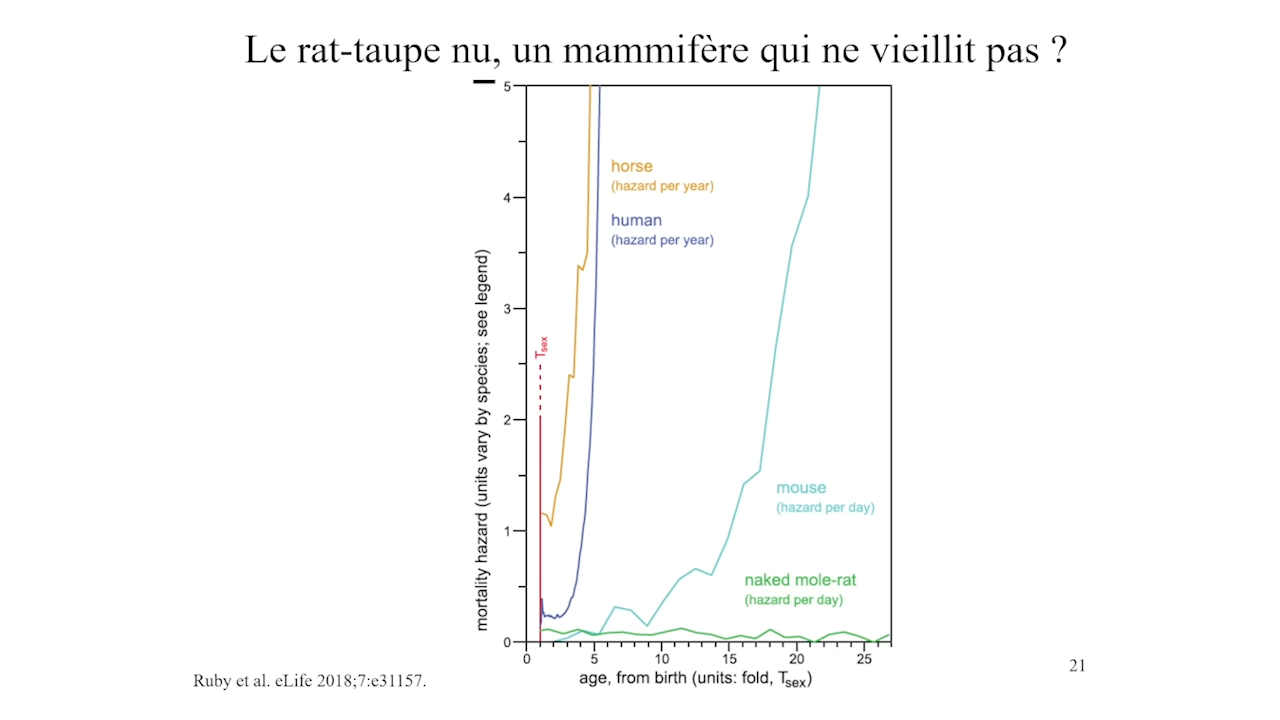 Le rat-taupe nu, un mammifère qui ne vieillit pas ?
5
4
3
2
1
0
mortality hazard (units vary by species; see legend)
horse
(hazard per year)
human
(hazard per year)
Tsex
mouse
(hazard per day)
naked mole-rat
(hazard per day)
0 5 10 15 20 25
age, from birth (units: fold, Tsex)
Ruby et al. eLife 2018;7:e31157.
21